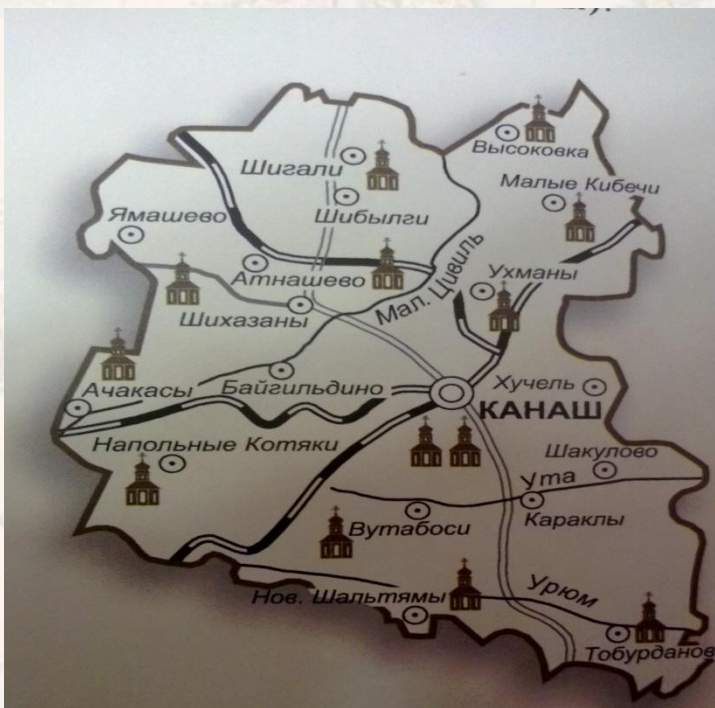 Высоковка
Шигали
Малые Кибечи
Шибылги
Ямашево
Атнашево
Ухманы
Мал. Цивиль
Шихазаны
Ачакасы
Байгильдино
Хучель
КАНАШ
Напольные Котяки
Шакулово
Ута
Караклы
Вутабоси
Нов. Шальтямы
Урюм
Тобурданов